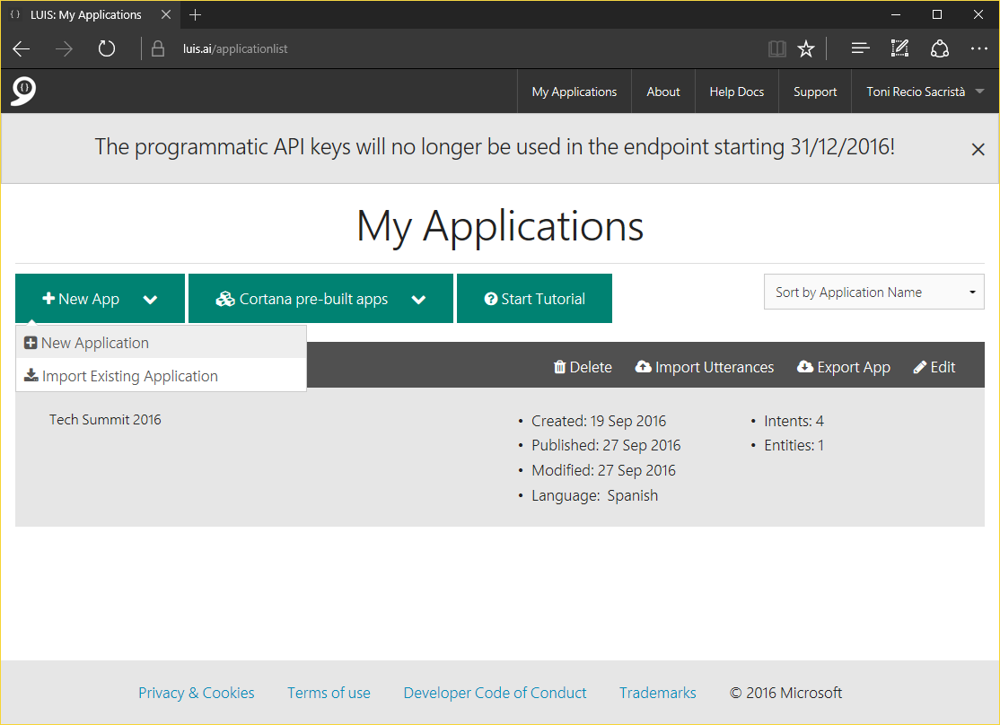 LUIS: My Applications
luis.ai/applicationlist
My Applications
About
Help Docs
Support
Toni Recio Sacristà
The programmatic API keys will no longer be used in the endpoint starting 31/12/2016!
My Applications
New App
Cortana pre-built apps
Start Tutorial
Sort by Application Name
New Application
Import Existing Application
Delete
Import Utterances
Export App
Edit
Tech Summit 2016
• Created: 19 Sep 2016
• Published: 27 Sep 2016
• Modified: 27 Sep 2016
• Language: Spanish
• Intents: 4
• Entities: 1
Privacy & Cookies
Terms of use
Developer Code of Conduct
Trademarks
© 2016 Microsoft